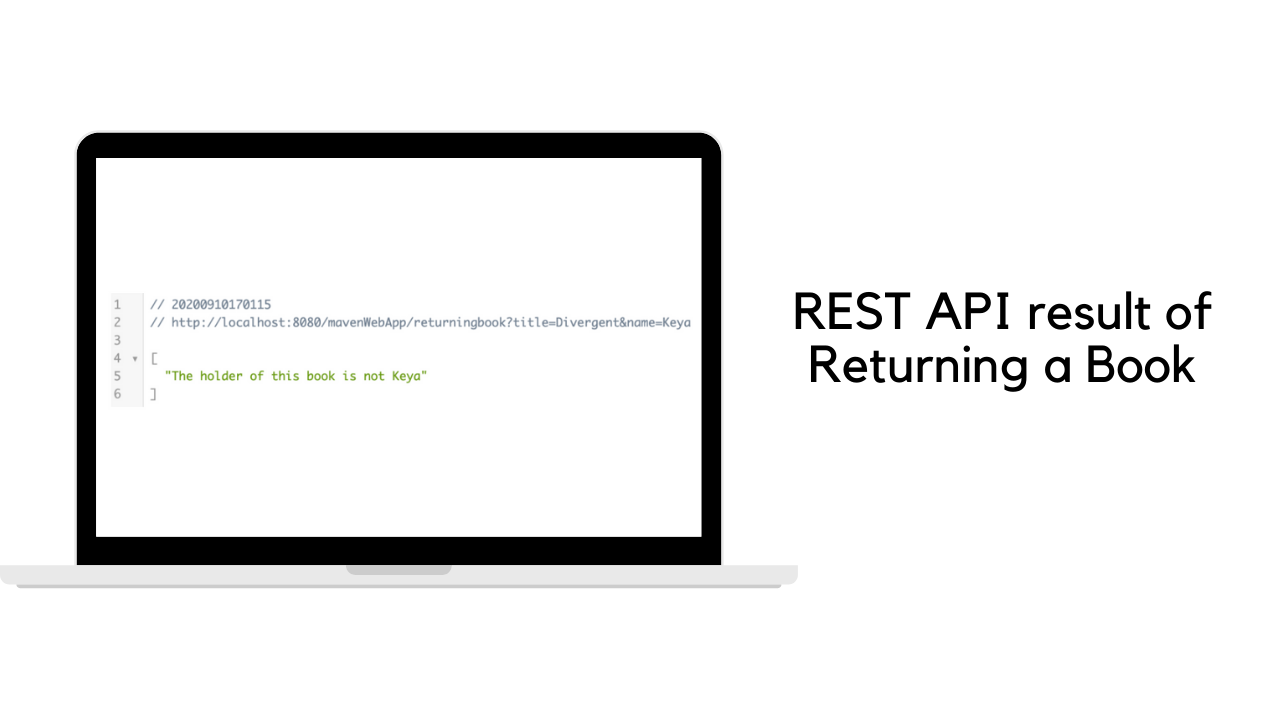 1 // 20200910170115
2 // http://localhost:8080/mavenWebApp/returningbook?title=Divergent&name=Keya
3
4 ▾ [
5 "The holder of this book is not Keya"
6 ]
REST API result of
Returning a Book